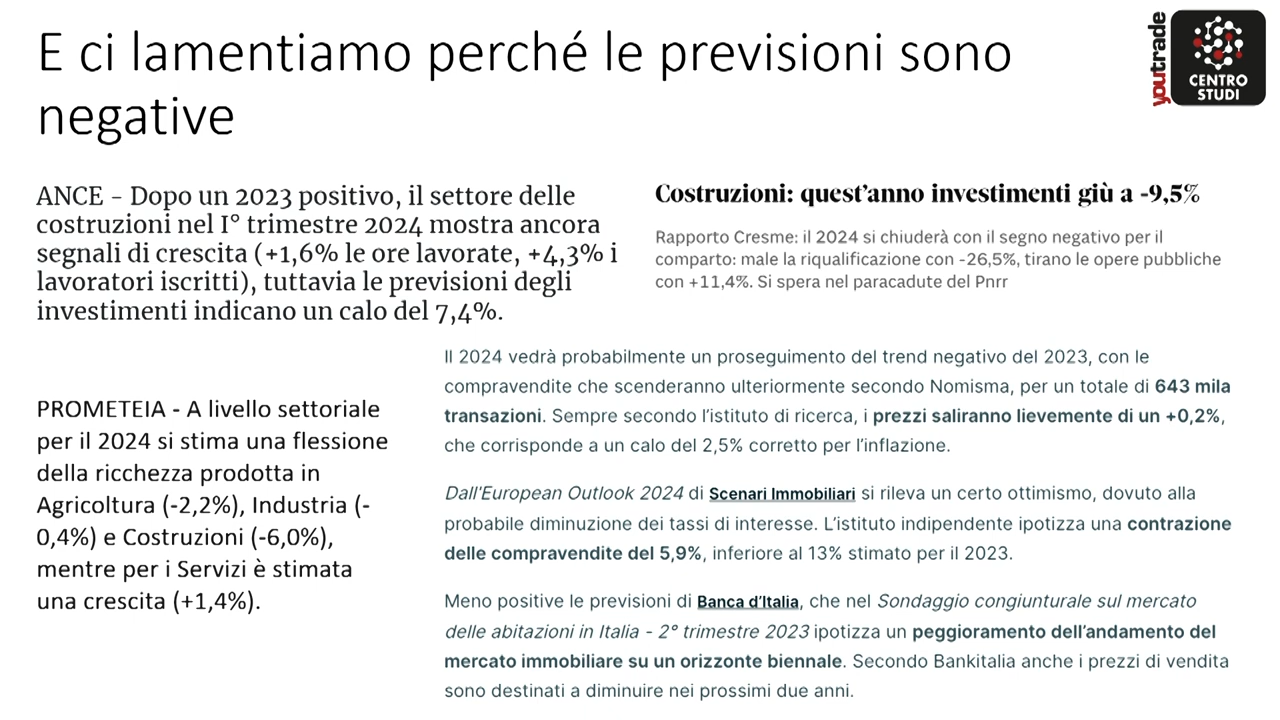 E ci lamentiamo perché le previsioni sono
negative
youtrade
CENTRO
STUDI
ANCE - Dopo un 2023 positivo, il settore delle
costruzioni nel I° trimestre 2024 mostra ancora
segnali di crescita (+1,6% le ore lavorate, +4,3% i
lavoratori iscritti), tuttavia le previsioni degli
investimenti indicano un calo del 7,4%.
Costruzioni: quest'anno investimenti giù a -9,5%
Rapporto Cresme: il 2024 si chiuderà con il segno negativo per il
comparto: male la riqualificazione con -26,5%, tirano le opere pubbliche
con +11,4%. Si spera nel paracadute del Pnrr
PROMETEIA - A livello settoriale
per il 2024 si stima una flessione
della ricchezza prodotta in
Agricoltura (-2,2%), Industria (-
0,4%) e Costruzioni (-6,0%),
mentre per i Servizi è stimata
una crescita (+1,4%).
Il 2024 vedrà probabilmente un proseguimento del trend negativo del 2023, con le
compravendite che scenderanno ulteriormente secondo Nomisma, per un totale di 643 mila
transazioni. Sempre secondo l'istituto di ricerca, i prezzi saliranno lievemente di un +0,2%,
che corrisponde a un calo del 2,5% corretto per l'inflazione.
Dall'European Outlook 2024 di Scenari Immobiliari si rileva un certo ottimismo, dovuto alla
probabile diminuzione dei tassi di interesse. L'istituto indipendente ipotizza una contrazione
delle compravendite del 5,9%, inferiore al 13% stimato per il 2023.
Meno positive le previsioni di Banca d'Italia, che nel Sondaggio congiunturale sul mercato
delle abitazioni in Italia - 2° trimestre 2023 ipotizza un peggioramento dell'andamento del
mercato immobiliare su un orizzonte biennale. Secondo Bankitalia anche i prezzi di vendita
sono destinati a diminuire nei prossimi due anni.